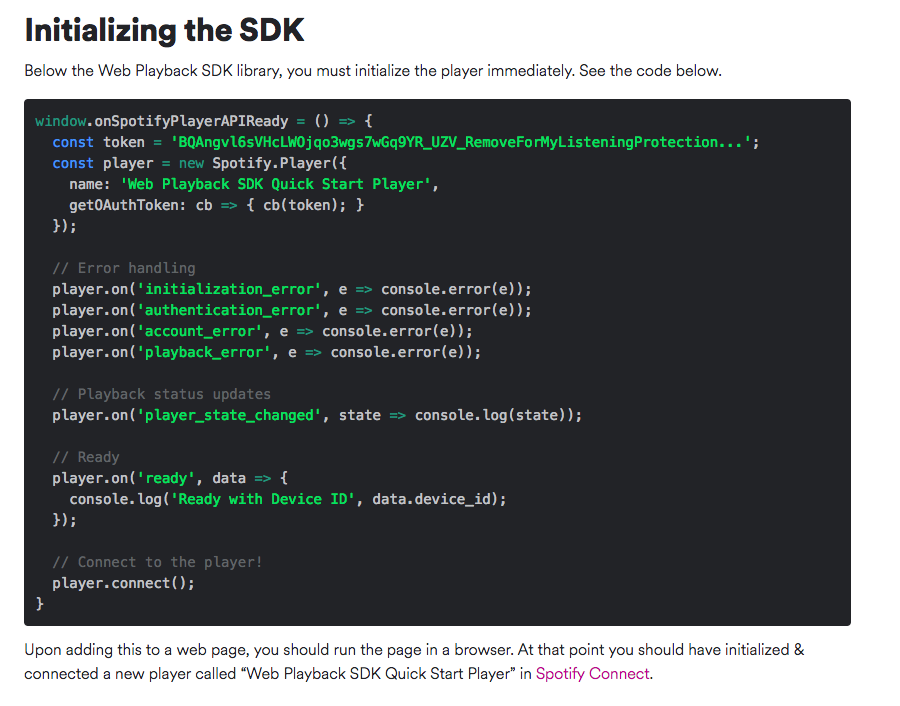 Initializing the SDK
Below the Web Playback SDK library, you must initialize the player immediately. See the code below.
window.onSpotifyPlayerAPIReady = () => {
  const token = 'BQAngvl6sVHcLWOjqo3wgs7wGq9YR_UZV_RemoveForMyListeningProtection...';
  const player = new Spotify.Player({
    name: 'Web Playback SDK Quick Start Player',
    getOAuthToken: cb => { cb(token); }
  });
  // Error handling
  player.on('initialization_error', e => console.error(e));
  player.on('authentication_error', e => console.error(e));
  player.on('account_error', e => console.error(e));
  player.on('playback_error', e => console.error(e));
  // Playback status updates
  player.on('player_state_changed', state => console.log(state));
  // Ready
  player.on('ready', data => {
    console.log('Ready with Device ID', data.device_id);
  });
  // Connect to the player!
  player.connect();
}
Upon adding this to a web page, you should run the page in a browser. At that point you should have initialized &
connected a new player called “Web Playback SDK Quick Start Player” in Spotify Connect.